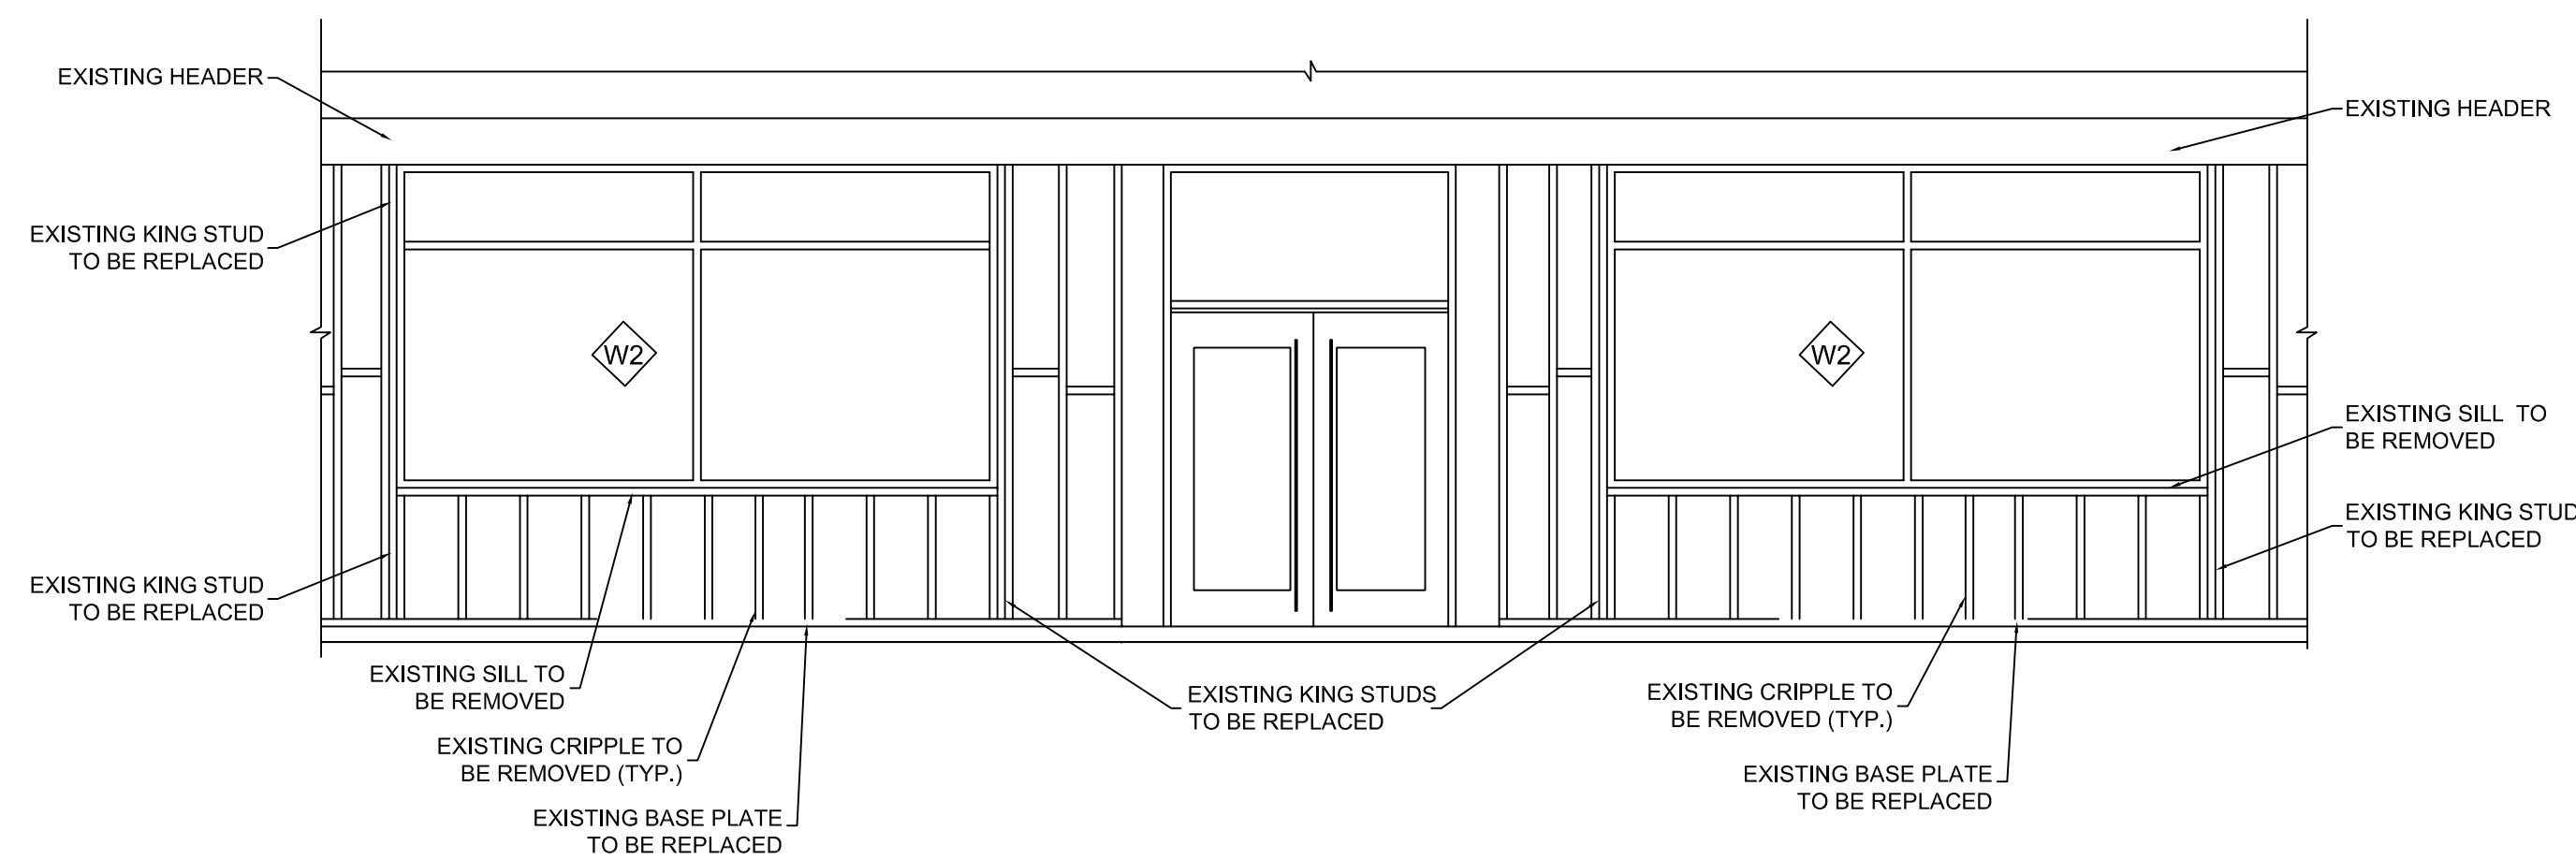 EXISTING HEADER
EXISTING HEADER
EXISTING KING STUD
TO BE REPLACED
W2
W2
EXISTING SILL TO
BE REMOVED
EXISTING KING STUD
TO BE REPLACED
EXISTING KING STUD
TO BE REPLACED
EXISTING SILL TO
BE REMOVED
EXISTING KING STUDS
TO BE REPLACED
EXISTING CRIPPLE TO
BE REMOVED (TYP.)
EXISTING CRIPPLE TO
BE REMOVED (TYP.)
EXISTING BASE PLATE
TO BE REPLACED
EXISTING BASE PLATE
TO BE REPLACED